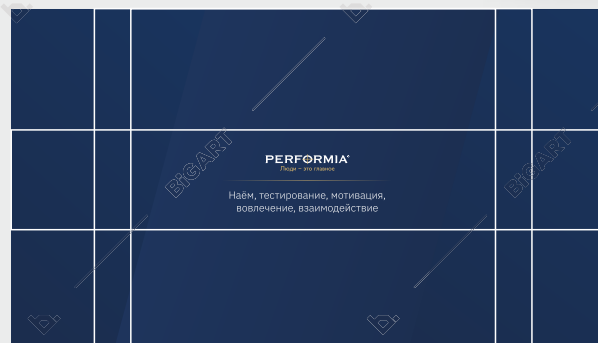 BiGART
BiGART
PERFORMIA®
Люди – это главное
Наём, тестирование, мотивация,
вовлечение, взаимодействие